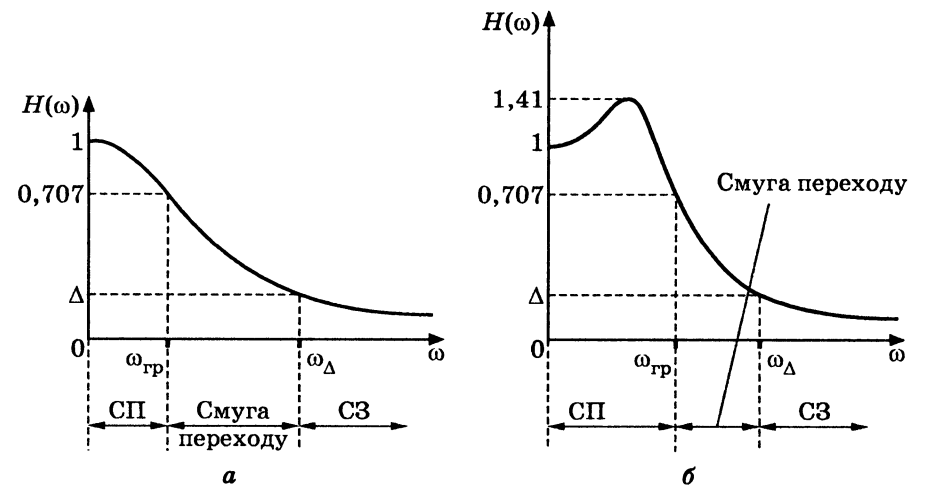 H(ω)
1
0,707
Δ
0
ω_гр
ω_Δ
ω
СП
Смуга
переходу
СЗ
а
H(ω)
1,41
1
0,707
Δ
0
Смуга переходу
ω_гр
ω_Δ
ω
СП
СЗ
б